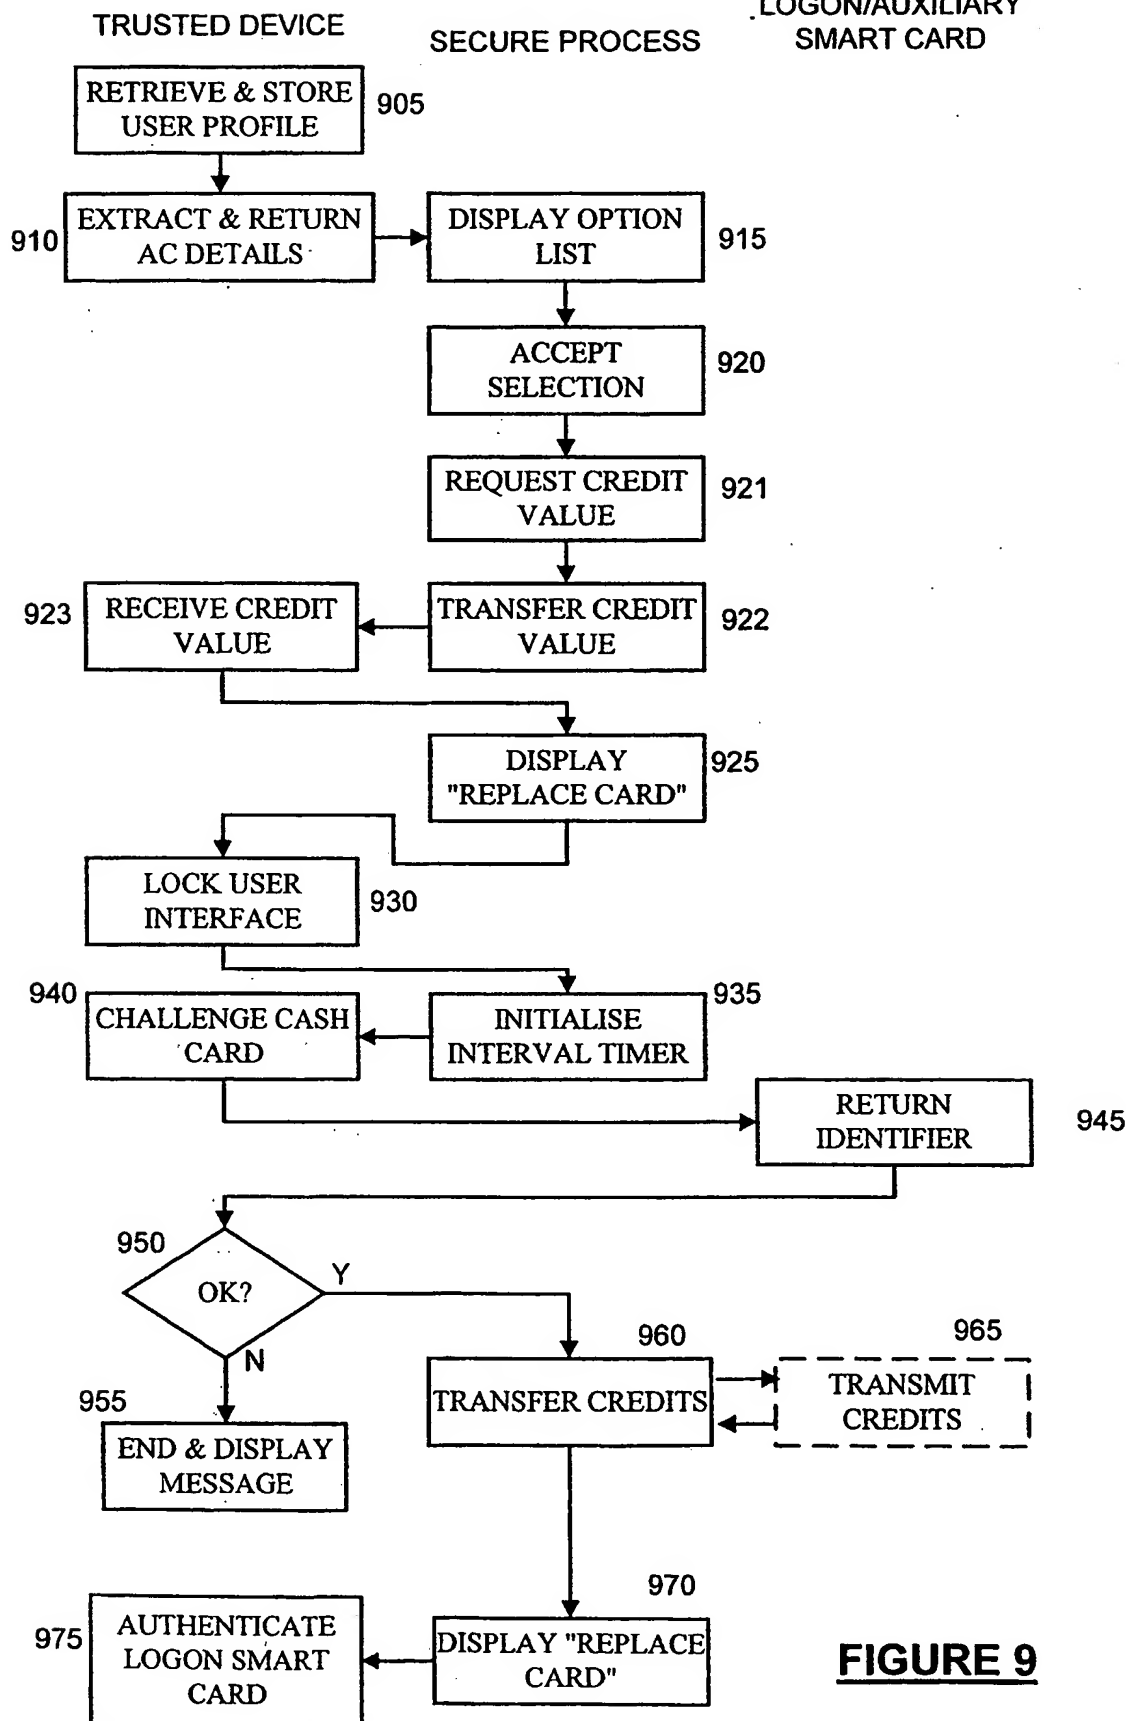 LOGON/AUXILIARY
SMART CARD
TRUSTED DEVICE
SECURE PROCESS
RETRIEVE & STORE
USER PROFILE
905
910
EXTRACT & RETURN
AC DETAILS
DISPLAY OPTION
LIST
915
ACCEPT
SELECTION
920
REQUEST CREDIT
VALUE
921
923
RECEIVE CREDIT
VALUE
TRANSFER CREDIT
VALUE
922
DISPLAY
"REPLACE CARD"
925
LOCK USER
INTERFACE
930
940
CHALLENGE CASH
CARD
INITIALISE
INTERVAL TIMER
935
RETURN
IDENTIFIER
945
950
OK?
Y
N
955
END & DISPLAY
MESSAGE
960
TRANSFER CREDITS
965
TRANSMIT
CREDITS
970
DISPLAY "REPLACE
CARD"
975
AUTHENTICATE
LOGON SMART
CARD
FIGURE 9